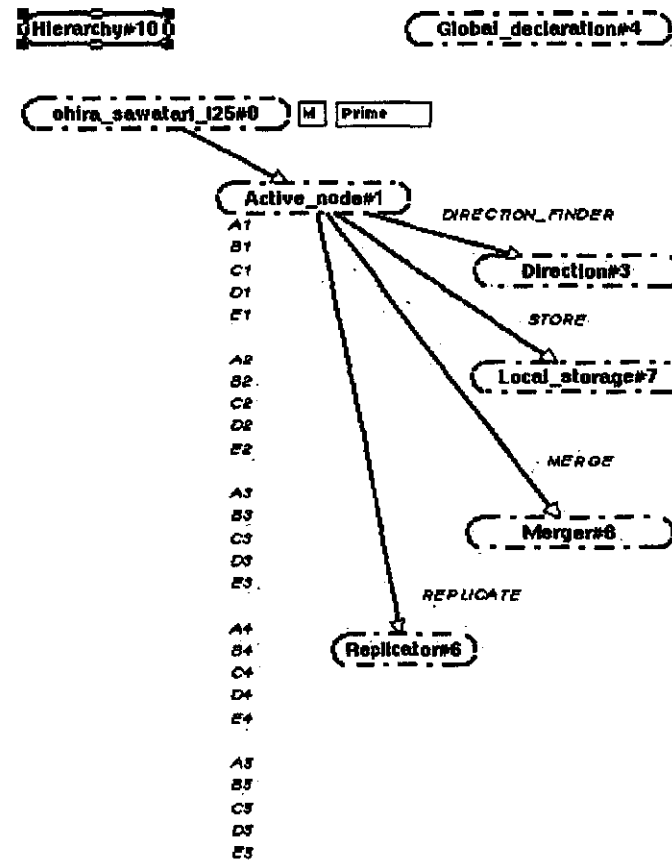 Hierarchy#10
Global_declaration#4
ohira_sawatari_l25#0 M Prime
Active_node#1
DIRECTION_FINDER
A1
B1
Direction#3
C1
D1
E1
STORE
A2
Local_storage#7
B2
C2
D2
E2
MERGE
A3
B3
Merger#8
C3
D3
E3
REPLICATE
A4
B4
Replicator#6
C4
D4
E4
A5
B5
C5
D5
E5